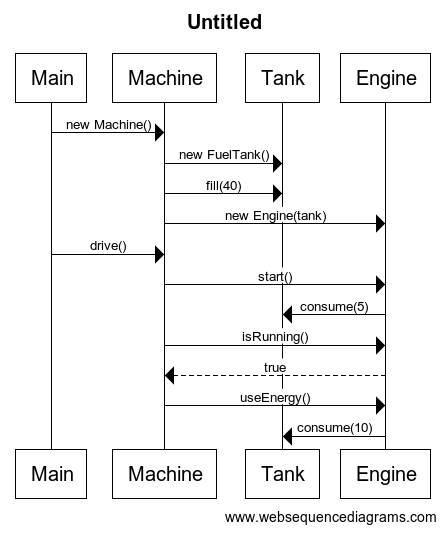 Untitled
Main Machine Tank Engine
new Machine()
new FuelTank()
fill(40)
new Engine(tank)
drive()
start()
consume(5)
isRunning()
true
useEnergy()
consume(10)
Main Machine Tank Engine
www.websequencediagrams.com